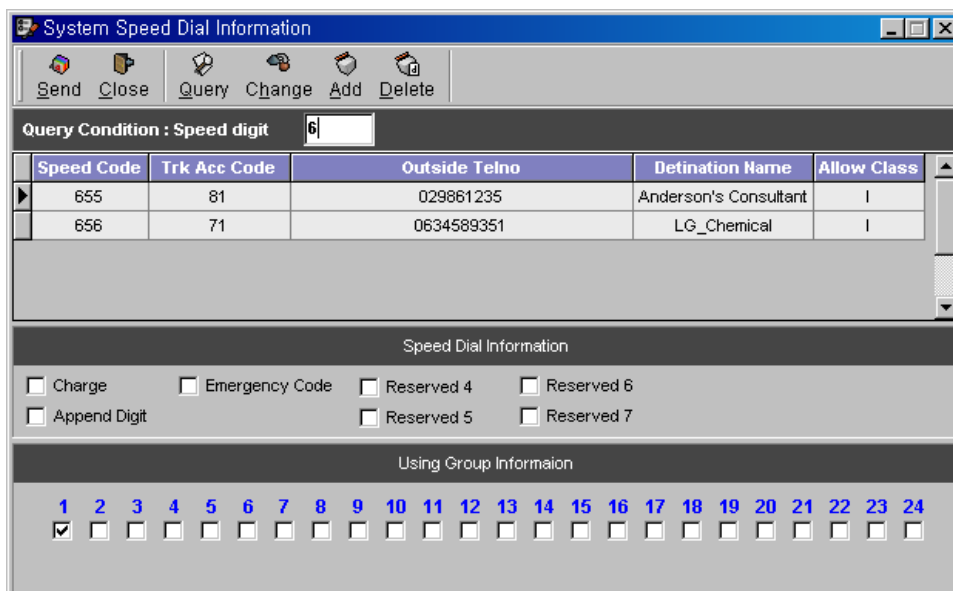 System Speed Dial Information
Send Close Query Change Add Delete
Query Condition : Speed digit 6
Speed Code Trk Acc Code Outside Telno Detination Name Allow Class
655 81 029861235 Anderson's Consultant I
656 71 0634589351 LG_Chemical I
Speed Dial Information
Charge Emergency Code Reserved 4 Reserved 6
Append Digit Reserved 5 Reserved 7
Using Group Informaion
1 2 3 4 5 6 7 8 9 10 11 12 13 14 15 16 17 18 19 20 21 22 23 24